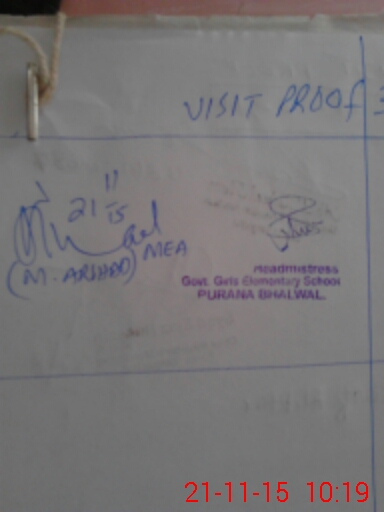 VISIT PROOF
21 11/15
(M. ARSHAD) MEA
Headmistress
Govt. Girls Elementary School
PURANA BHALWAL.
21-11-15 10:19